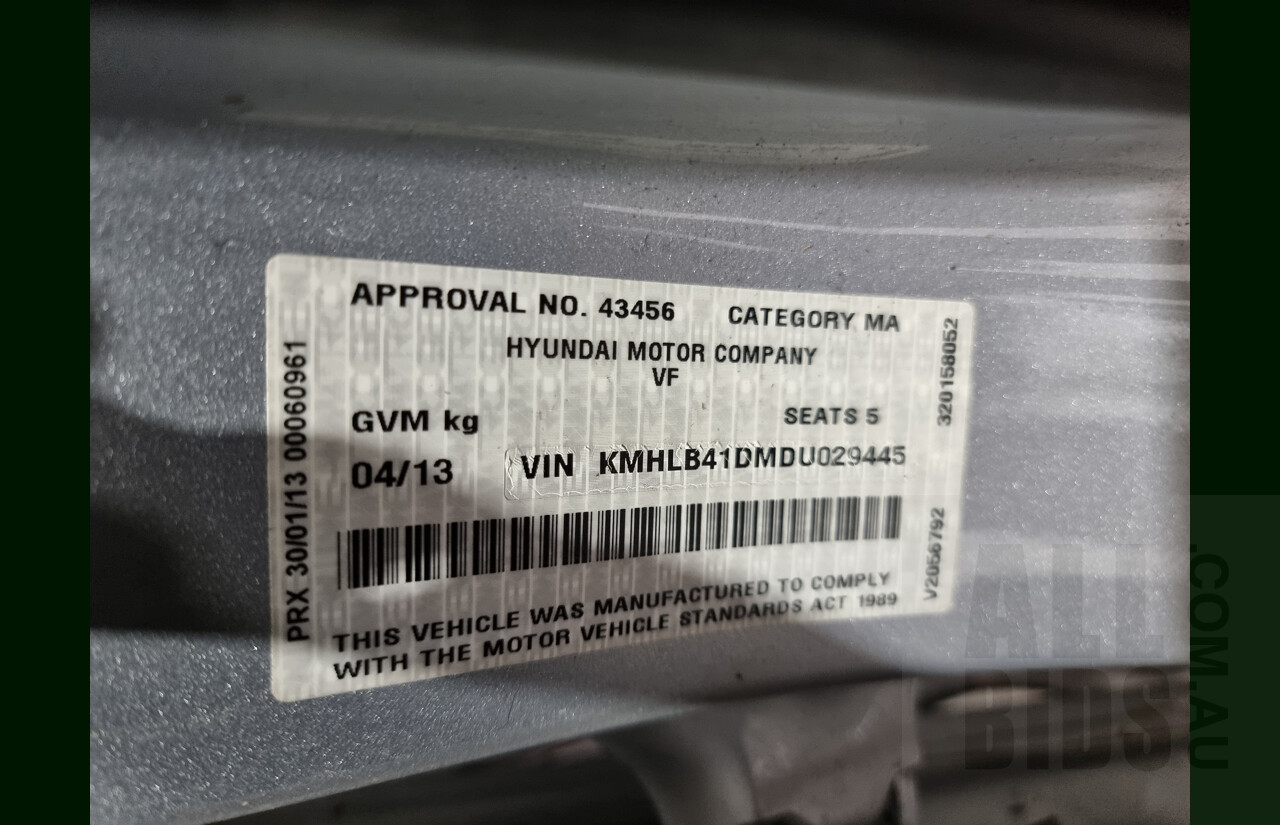 APPROVAL NO. 43456 CATEGORY MA
HYUNDAI MOTOR COMPANY
VF
GVM kg SEATS 5
04/13 VIN KMHLB41DMDU029445
THIS VEHICLE WAS MANUFACTURED TO COMPLY
WITH THE MOTOR VEHICLE STANDARDS ACT 1989
PRX 30/01/13 00060961
320158052
V2056792
ALL
BIDS
.COM.AU